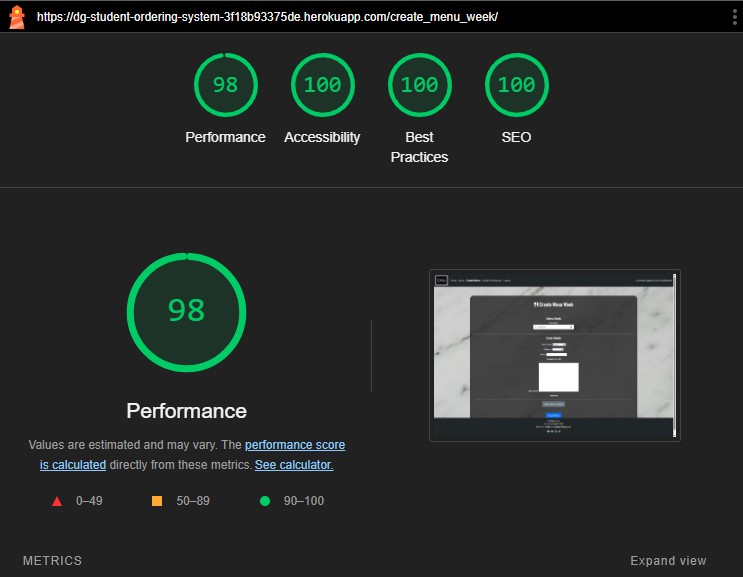 https://dg-student-ordering-system-3f18b93375de.herokuapp.com/create_menu_week/
98 100 100 100
Performance Accessibility Best Practices SEO
98
Performance
Values are estimated and may vary. The performance score
is calculated directly from these metrics. See calculator.
0–49 50–89 90–100
Create Menu Week
METRICS Expand view